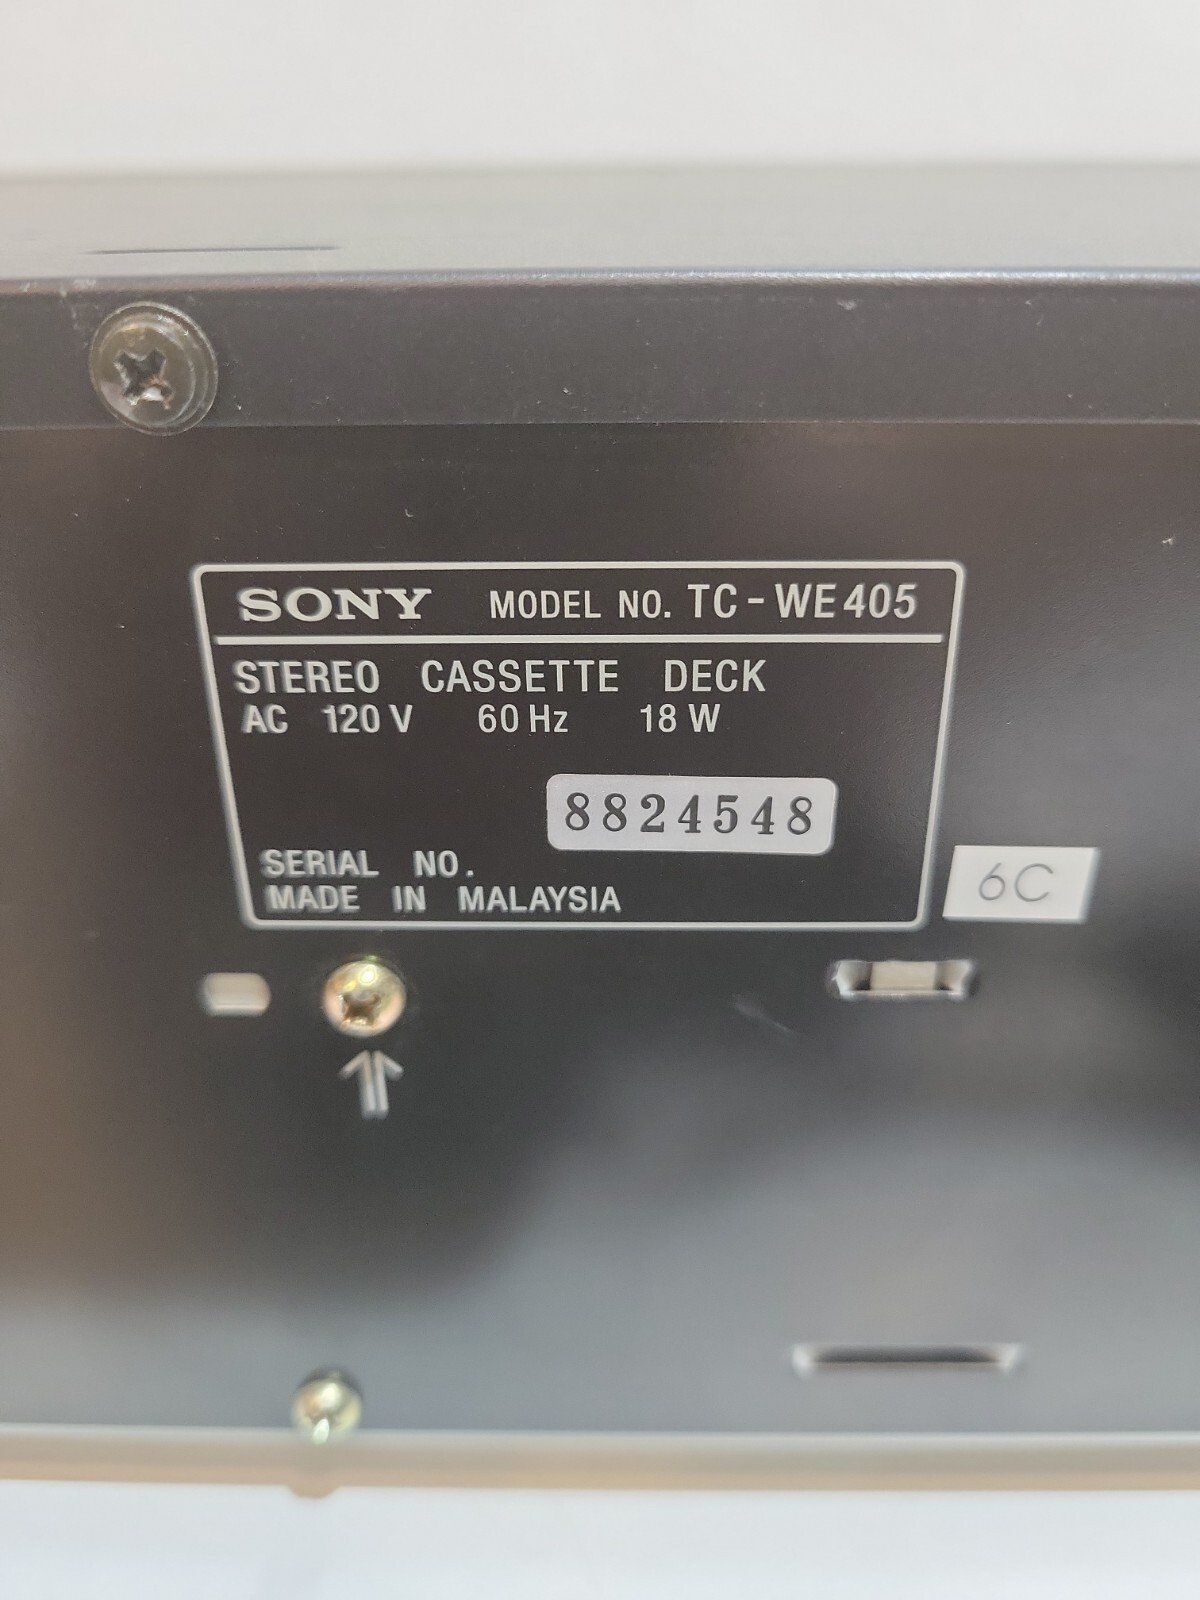 SONY MODEL NO. TC-WE405
STEREO CASSETTE DECK
AC 120 V 60 Hz 18 W
8824548
SERIAL NO.
MADE IN MALAYSIA
6C